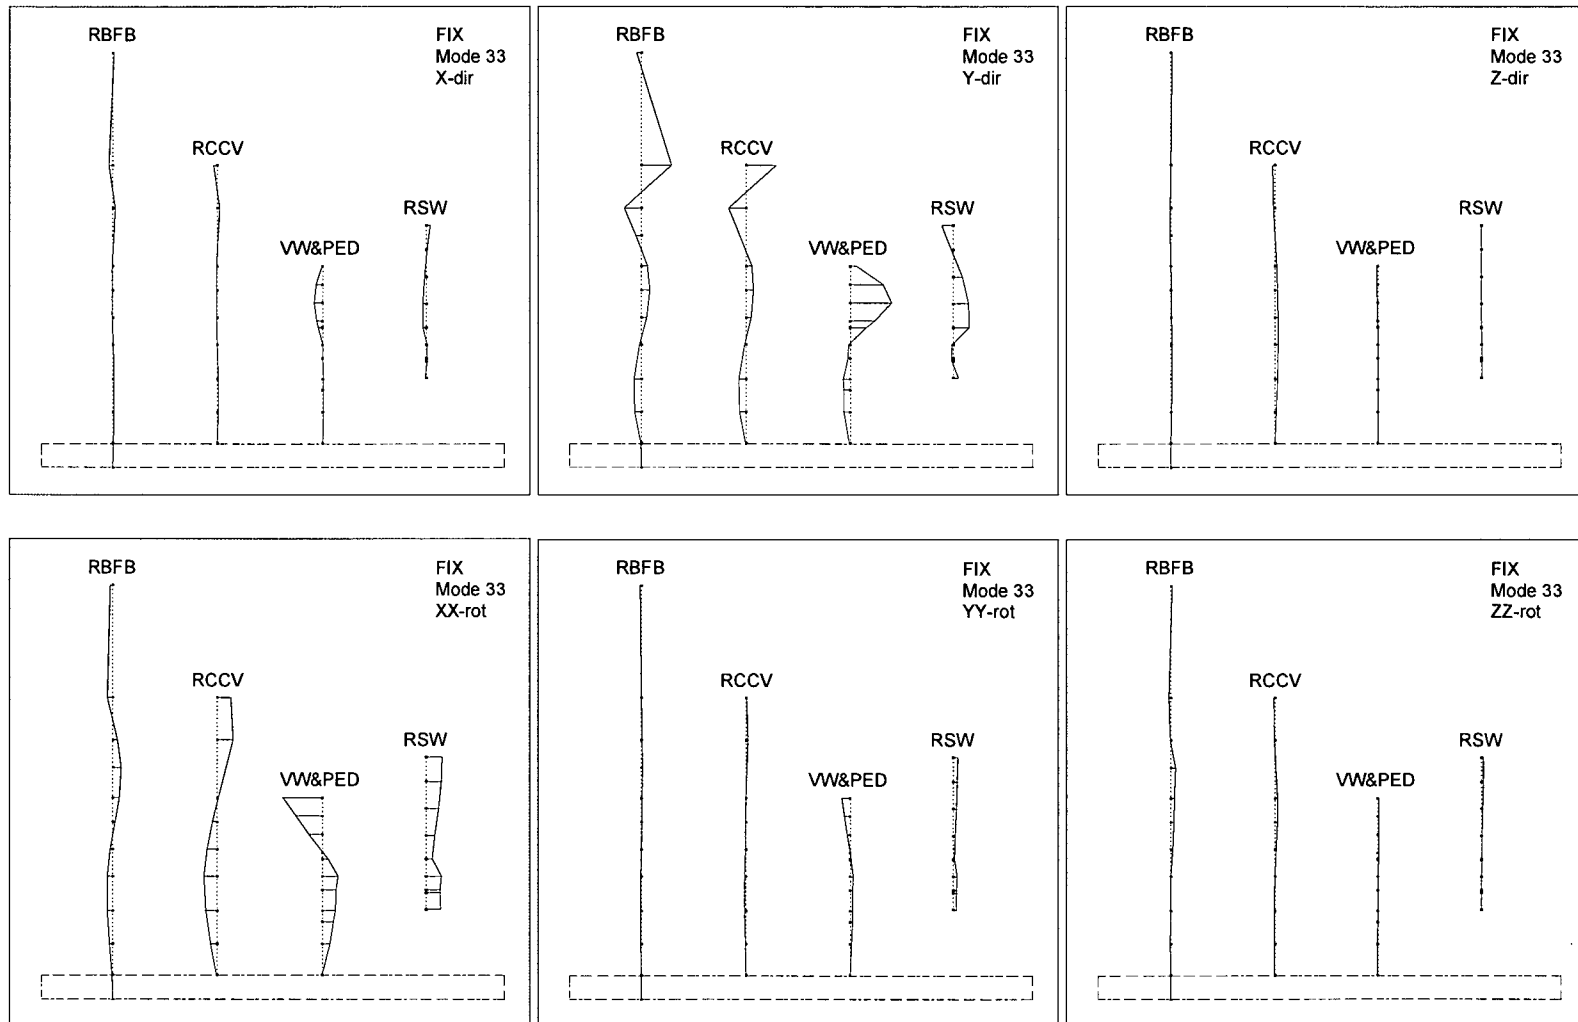 RBFB
FIX
Mode 33
X-dir
RCCV
RSW
VW&PED
RBFB
FIX
Mode 33
Y-dir
RCCV
RSW
VW&PED
RBFB
FIX
Mode 33
Z-dir
RCCV
RSW
VW&PED
RBFB
FIX
Mode 33
XX-rot
RCCV
RSW
VW&PED
RBFB
FIX
Mode 33
YY-rot
RCCV
RSW
VW&PED
RBFB
FIX
Mode 33
ZZ-rot
RCCV
RSW
VW&PED